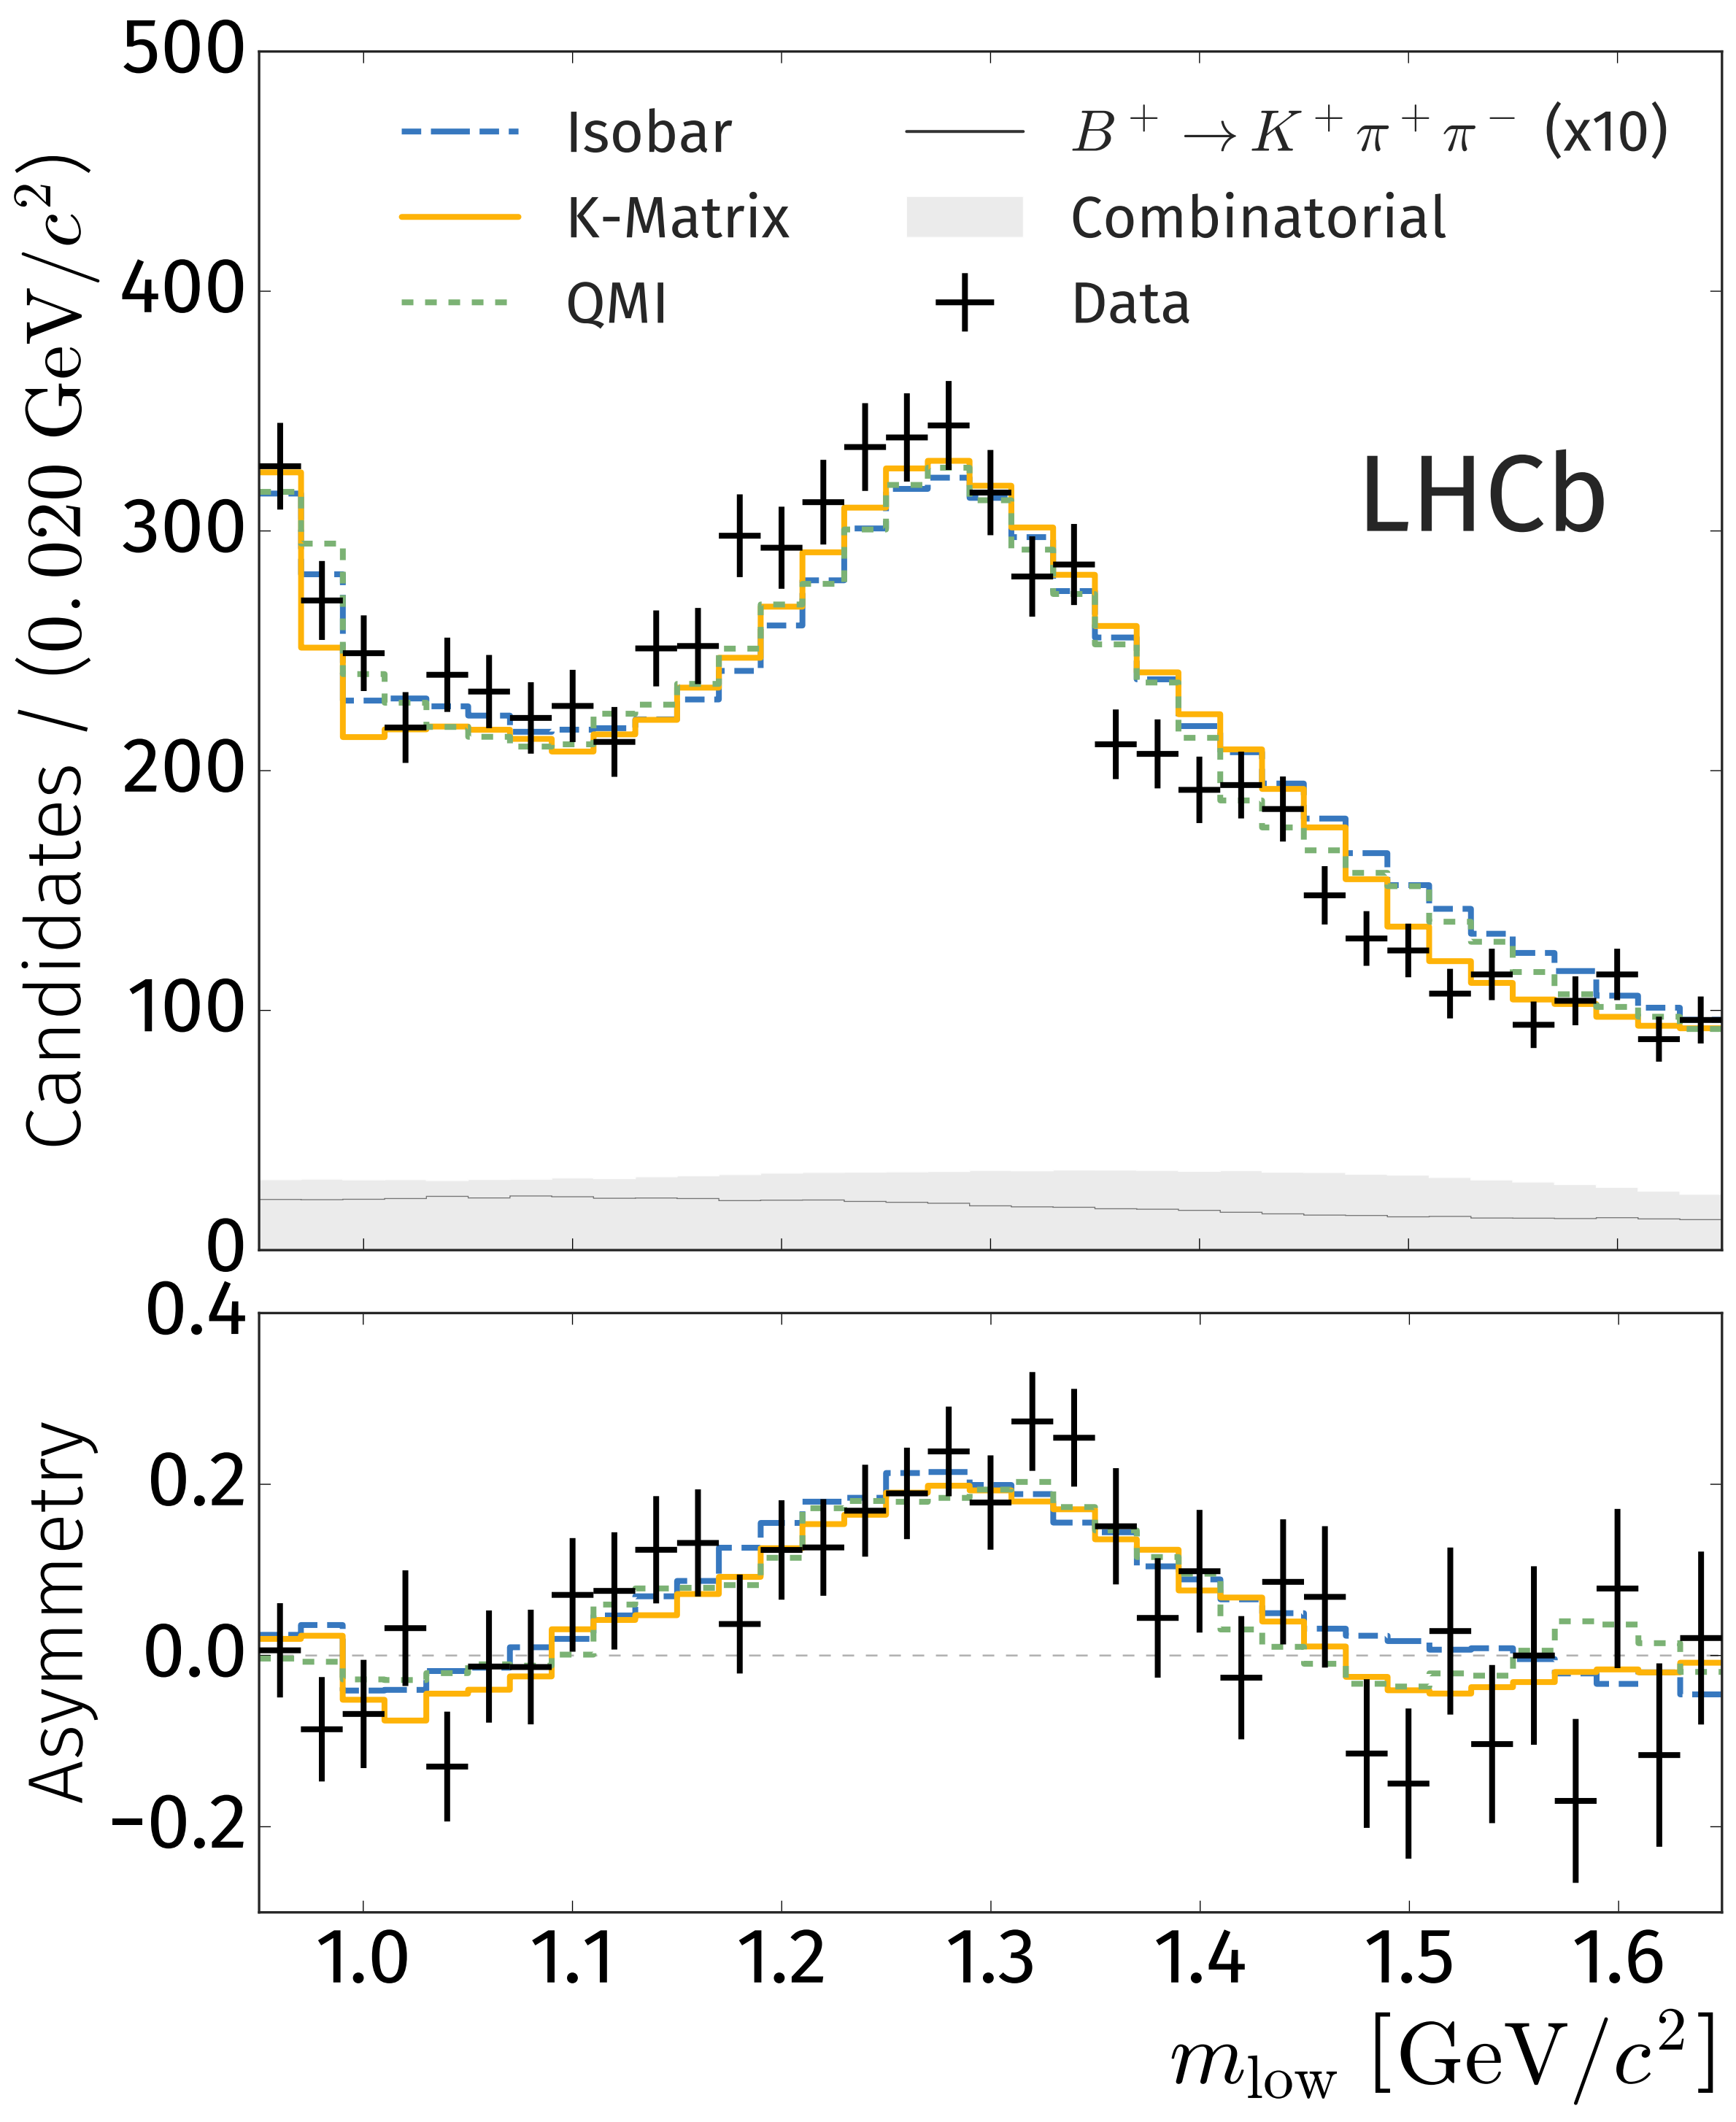 500
400
300
200
100
0
Candidates / (0.020 GeV/c²)
Isobar
K-Matrix
QMI
B⁺ → K⁺π⁺π⁻ (x10)
Combinatorial
Data
LHCb
0.4
0.2
0.0
−0.2
Asymmetry
1.0 1.1 1.2 1.3 1.4 1.5 1.6
m_low [GeV/c²]